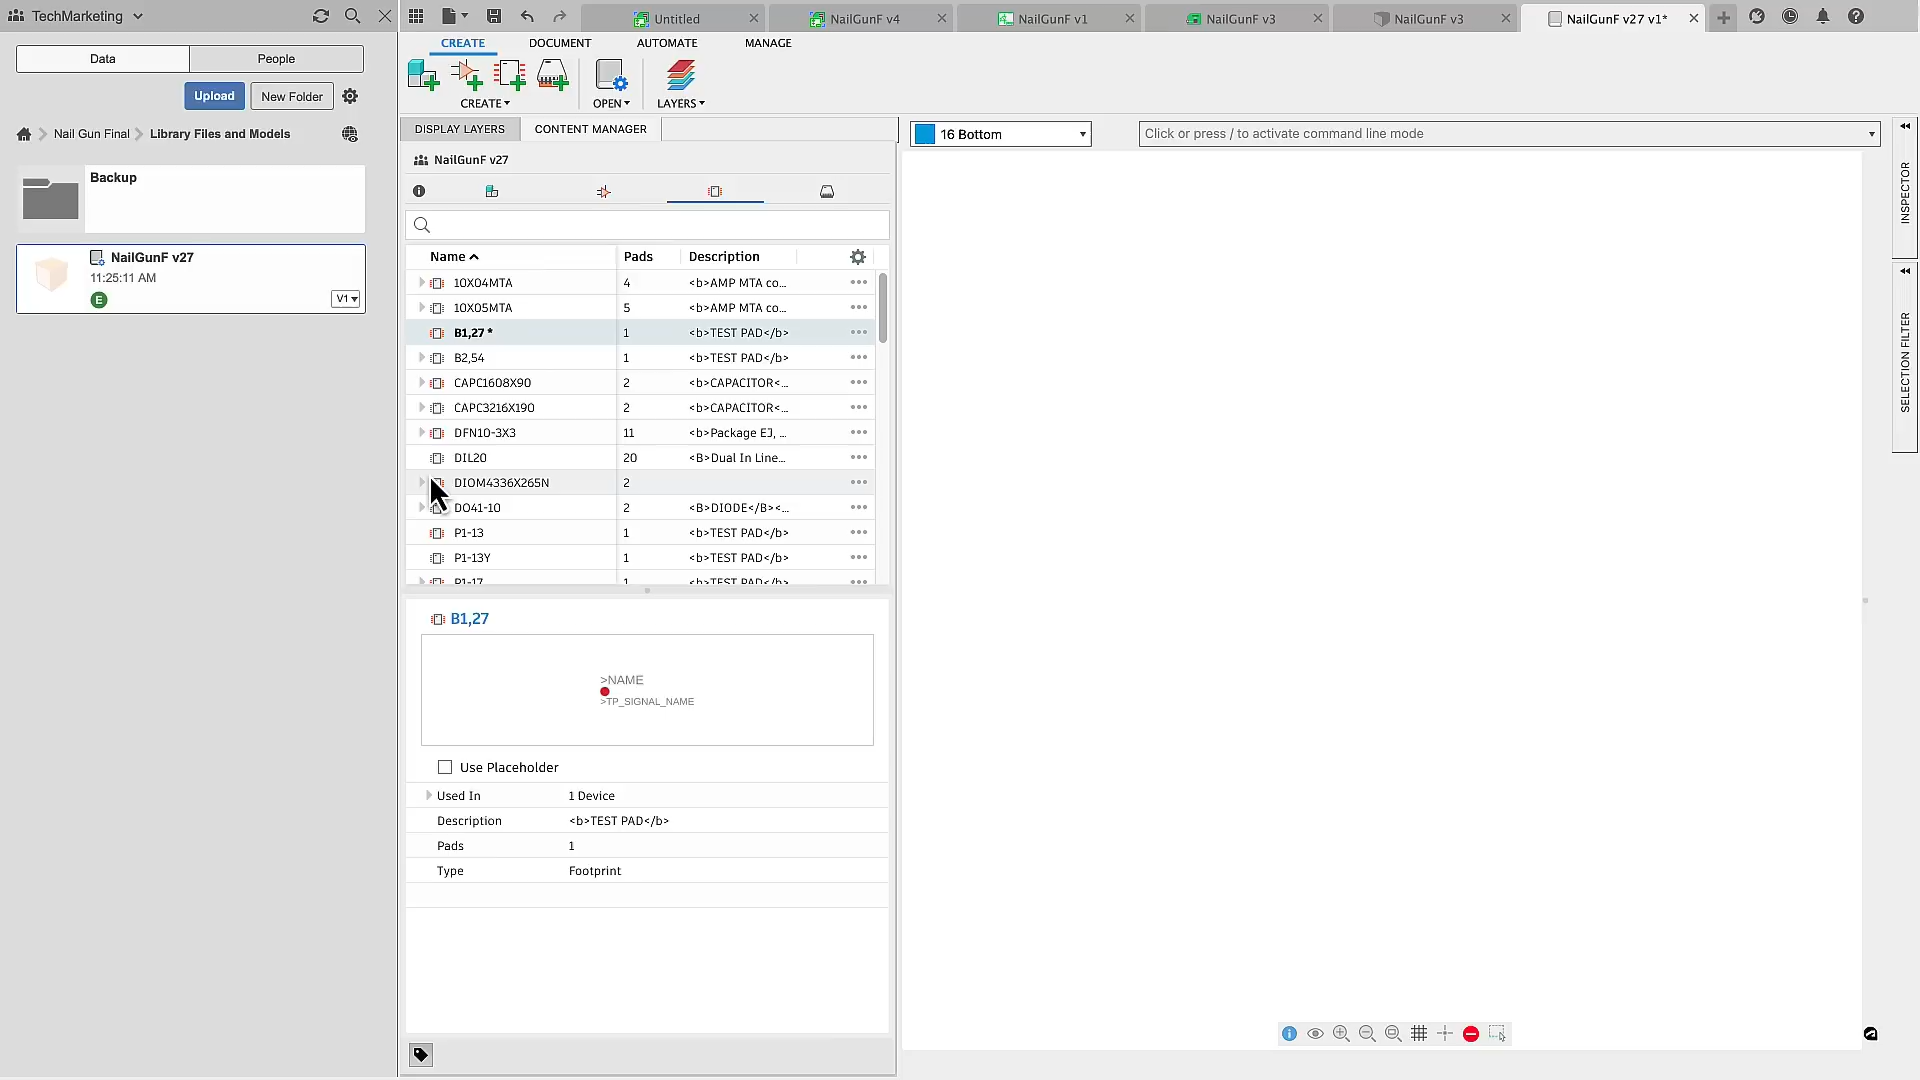 TechMarketing
Data
People
Upload
New Folder
Nail Gun Final
Library Files and Models
Backup
NailGunF v27
11:25:11 AM
E
V1
Untitled
NailGunF v4
NailGunF v1
NailGunF v3
NailGunF v3
NailGunF v27 v1*
CREATE
DOCUMENT
AUTOMATE
MANAGE
CREATE
OPEN
LAYERS
DISPLAY LAYERS
CONTENT MANAGER
16 Bottom
Click or press / to activate command line mode
NailGunF v27
Name
Pads
Description
10X04MTA 4 <b>AMP MTA co...
10X05MTA 5 <b>AMP MTA co...
B1,27 * 1 <b>TEST PAD</b>
B2,54 1 <b>TEST PAD</b>
CAPC1608X90 2 <b>CAPACITOR<...
CAPC3216X190 2 <b>CAPACITOR<...
DFN10-3X3 11 <b>Package EJ, ...
DIL20 20 <B>Dual In Line...
DIOM4336X265N 2
DO41-10 2 <B>DIODE</B><...
P1-13 1 <b>TEST PAD</b>
P1-13Y 1 <b>TEST PAD</b>
P1-17 1 <b>TEST PAD</b>
B1,27
>NAME
>TP_SIGNAL_NAME
Use Placeholder
Used In 1 Device
Description <b>TEST PAD</b>
Pads 1
Type Footprint
INSPECTOR
SELECTION FILTER